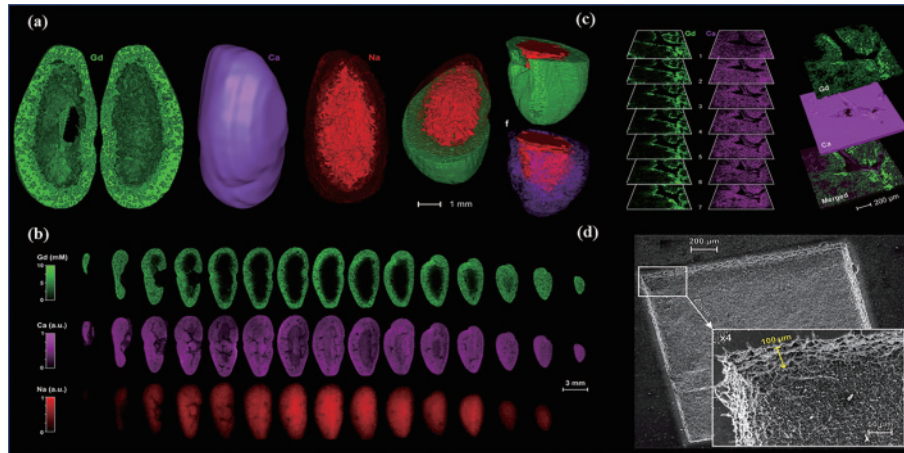 (a)
Gd
Ca
Na
f
1 mm
(b)
Gd (mM)
10
5
0
Ca (a.u.)
1
0
Na (a.u.)
1
0
3 mm
(c)
Gd
Ca
1
2
3
4
5
6
7
Gd
Ca
Merged
200 µm
(d)
200 µm
x4
100 µm